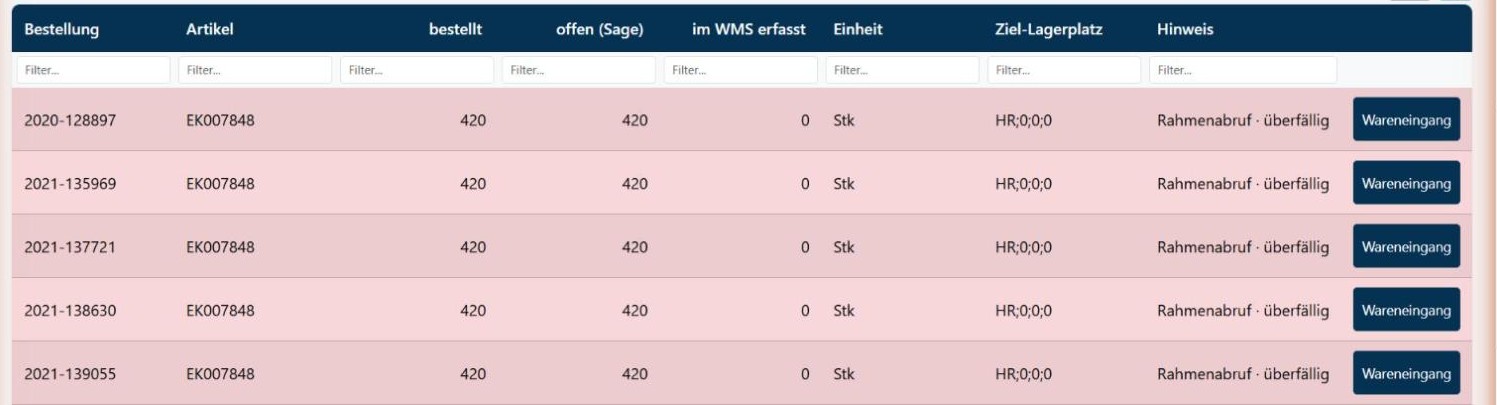 Bestellung Artikel bestellt offen (Sage) im WMS erfasst Einheit Ziel-Lagerplatz Hinweis
Filter... Filter... Filter... Filter... Filter... Filter... Filter... Filter...
2020-128897 EK007848 420 420 0 Stk HR;0;0;0 Rahmenabruf · überfällig Wareneingang
2021-135969 EK007848 420 420 0 Stk HR;0;0;0 Rahmenabruf · überfällig Wareneingang
2021-137721 EK007848 420 420 0 Stk HR;0;0;0 Rahmenabruf · überfällig Wareneingang
2021-138630 EK007848 420 420 0 Stk HR;0;0;0 Rahmenabruf · überfällig Wareneingang
2021-139055 EK007848 420 420 0 Stk HR;0;0;0 Rahmenabruf · überfällig Wareneingang